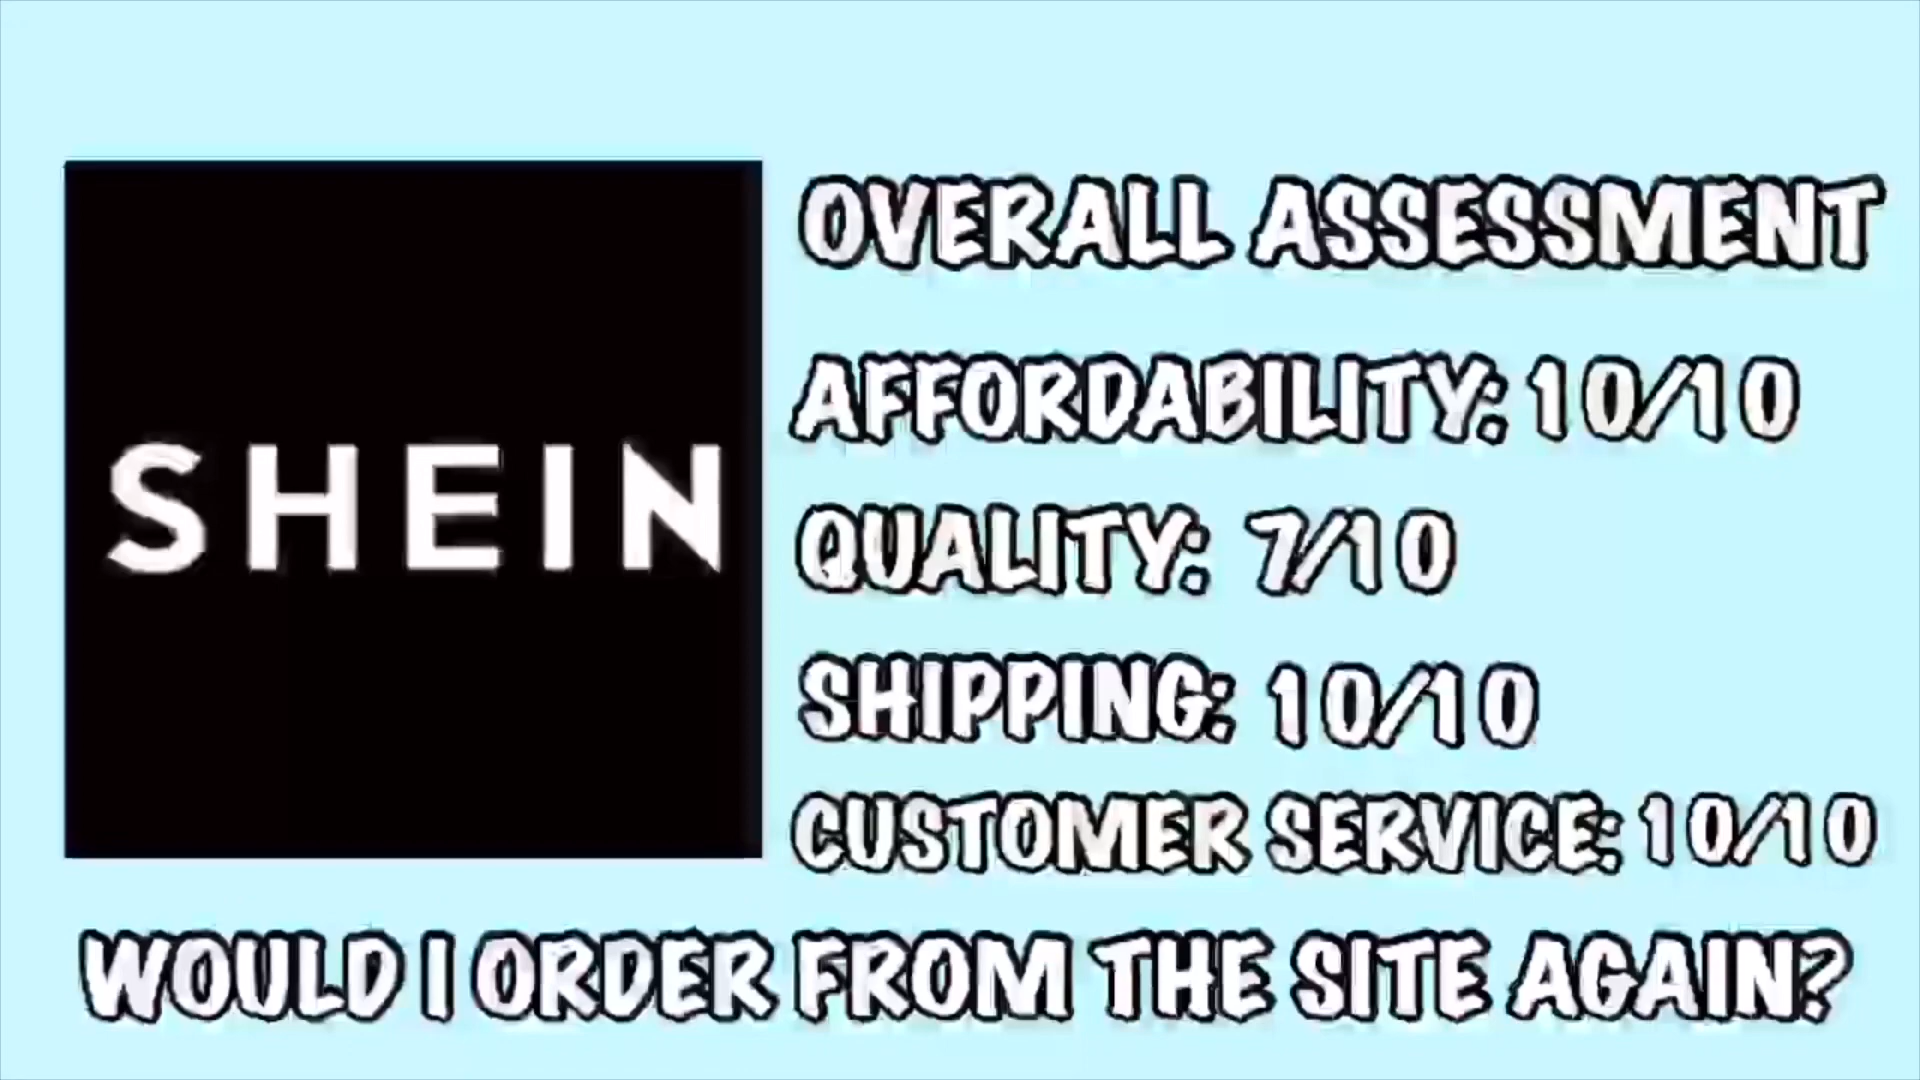 SHEIN
OVERALL ASSESSMENT
AFFORDABILITY: 10/10
QUALITY: 7/10
SHIPPING: 10/10
CUSTOMER SERVICE: 10/10
WOULD I ORDER FROM THE SITE AGAIN?